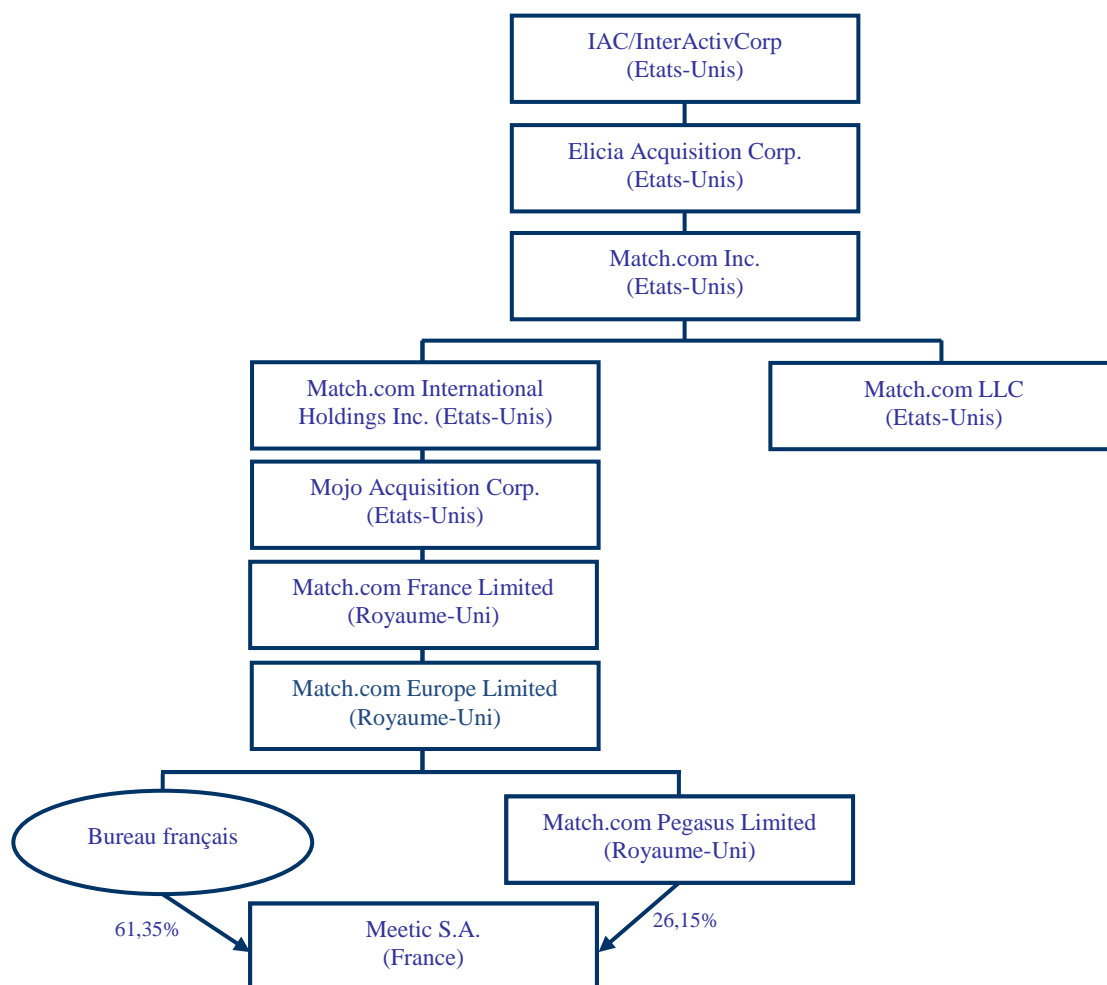 IAC/InterActivCorp
(Etats-Unis)
Elicia Acquisition Corp.
(Etats-Unis)
Match.com Inc.
(Etats-Unis)
Match.com International
Holdings Inc. (Etats-Unis)
Match.com LLC
(Etats-Unis)
Mojo Acquisition Corp.
(Etats-Unis)
Match.com France Limited
(Royaume-Uni)
Match.com Europe Limited
(Royaume-Uni)
Bureau français
Match.com Pegasus Limited
(Royaume-Uni)
61,35%
26,15%
Meetic S.A.
(France)